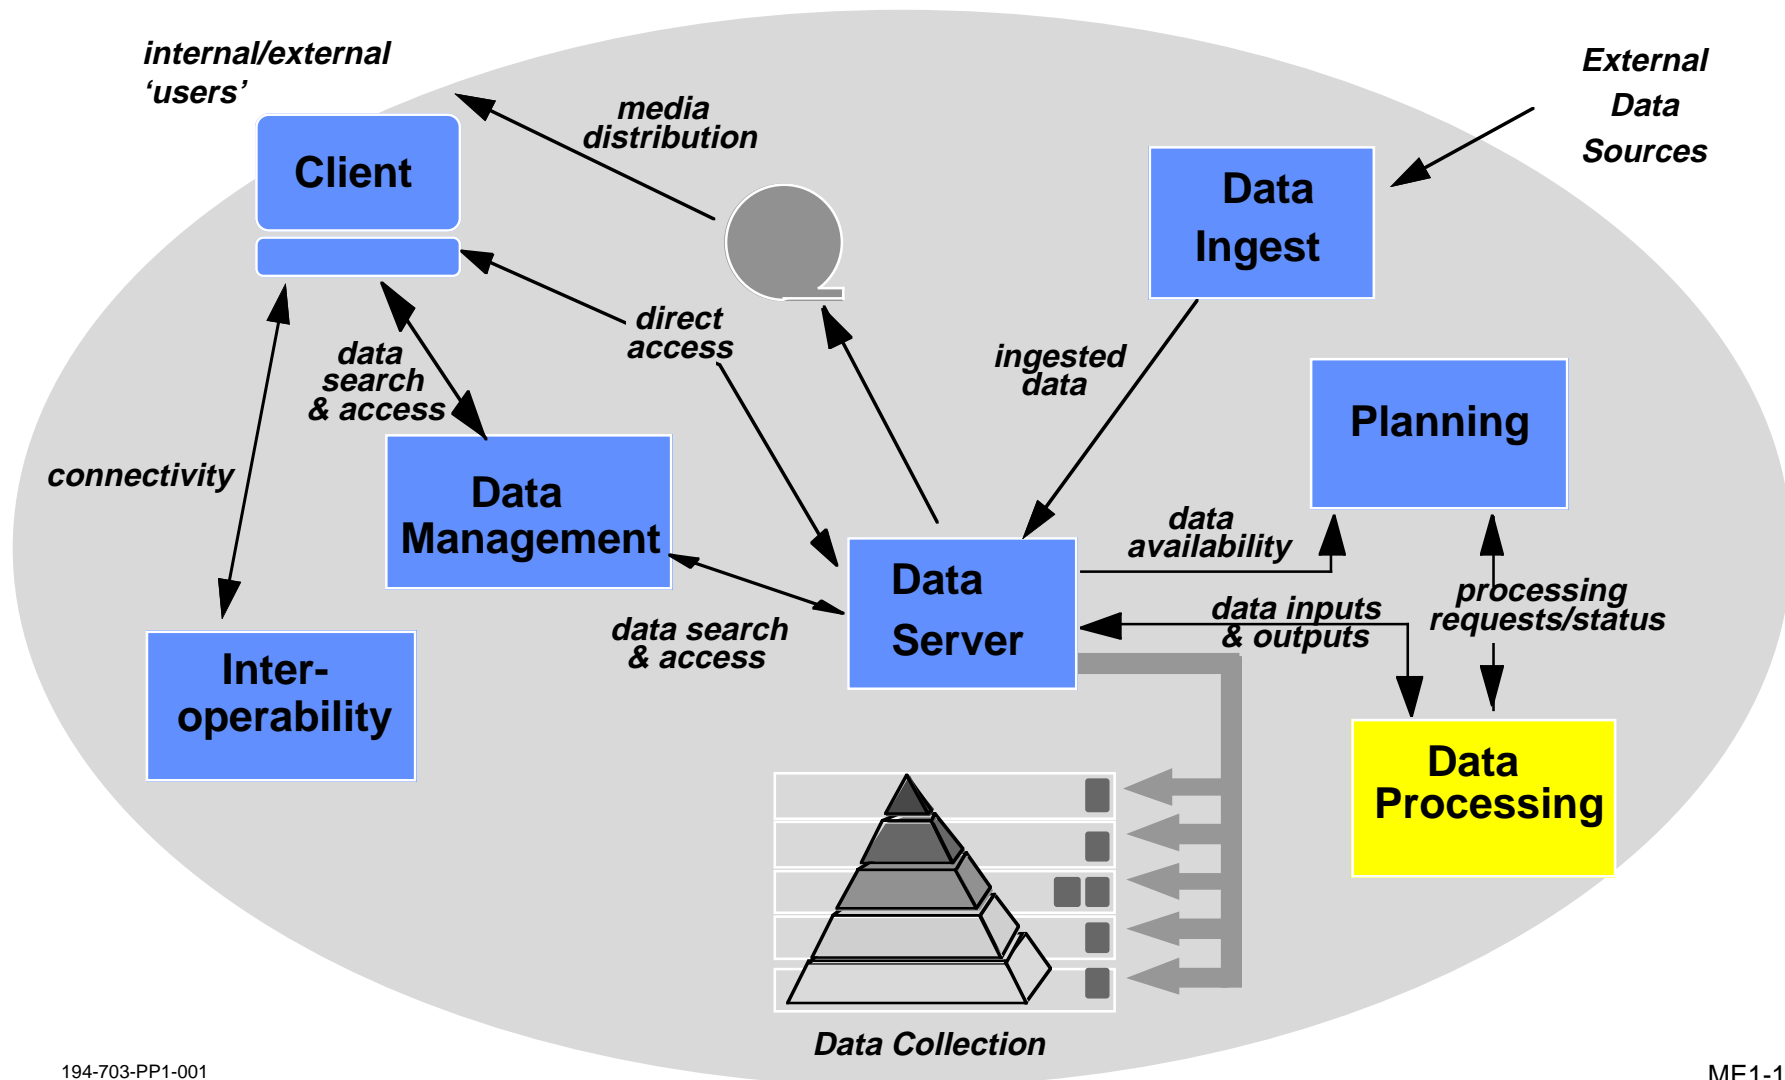 internal/external
‘users’
Client
media
distribution
External
Data
Sources
Data
Ingest
direct
access
data
search
& access
ingested
data
Planning
connectivity
Data
Management
data
availability
Data
Server
data search
& access
data inputs
& outputs
processing
requests/status
Inter-
operability
Data
Processing
Data Collection
194-703-PP1-001
MF1-1